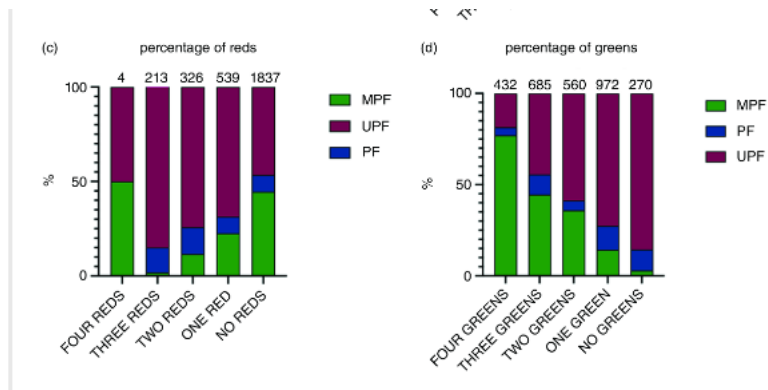 (c) percentage of reds
4 213 326 539 1837
100
50
0
%
MPF
UPF
PF
FOUR REDS
THREE REDS
TWO REDS
ONE RED
NO REDS
(d) percentage of greens
432 685 560 972 270
100
50
0
%
MPF
PF
UPF
FOUR GREENS
THREE GREENS
TWO GREENS
ONE GREEN
NO GREENS